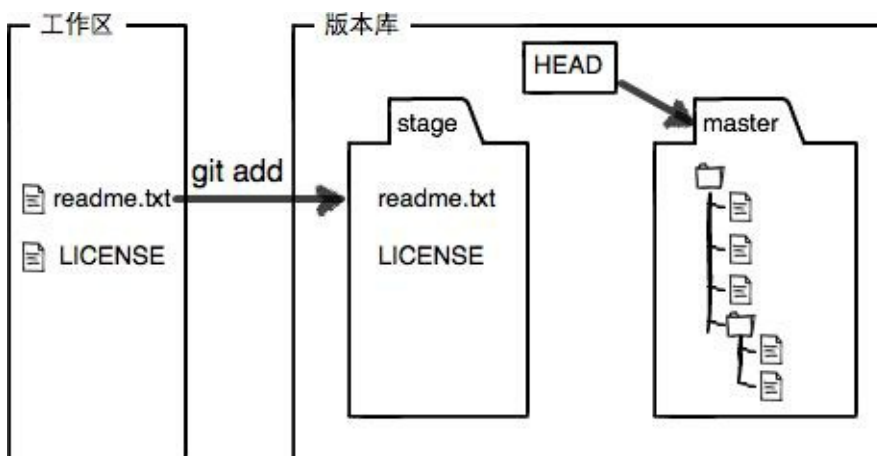 工作区
版本库
HEAD
stage
master
git add
readme.txt
readme.txt
LICENSE
LICENSE